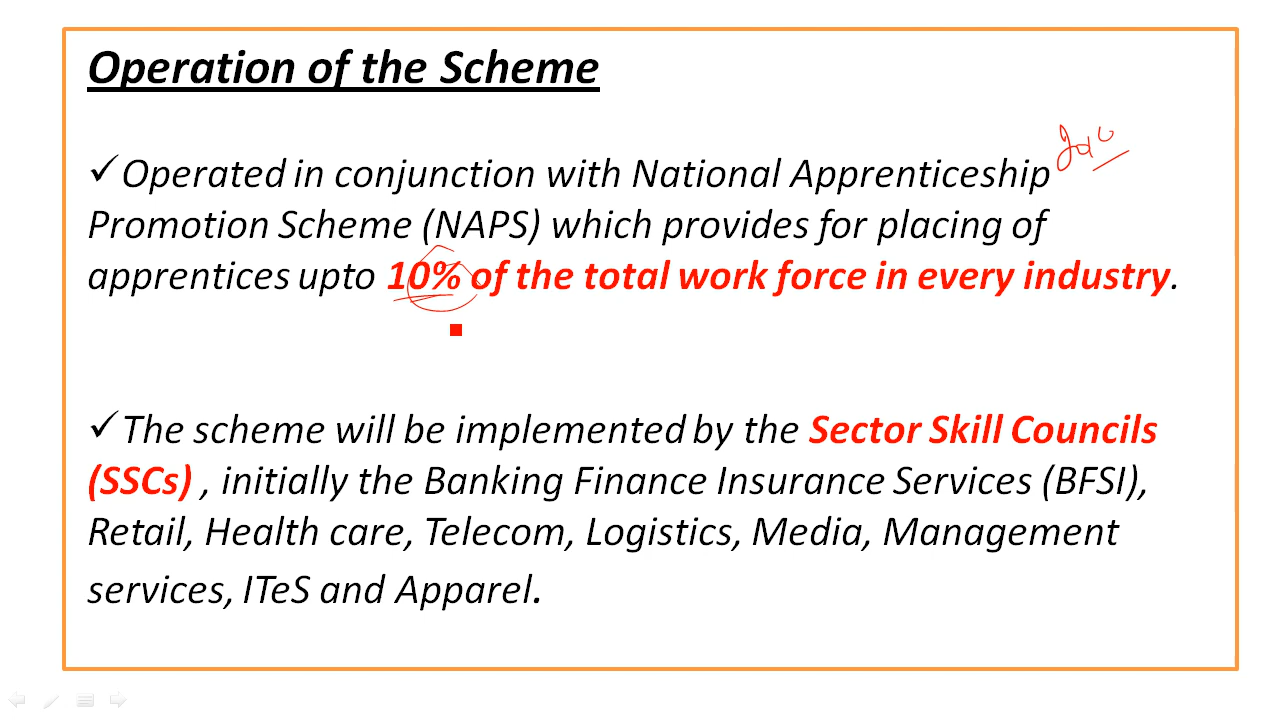 Operation of the Scheme
✓Operated in conjunction with National Apprenticeship
Promotion Scheme (NAPS) which provides for placing of
apprentices upto 10% of the total work force in every industry.
✓The scheme will be implemented by the Sector Skill Councils
(SSCs) , initially the Banking Finance Insurance Services (BFSI),
Retail, Health care, Telecom, Logistics, Media, Management
services, ITeS and Apparel.